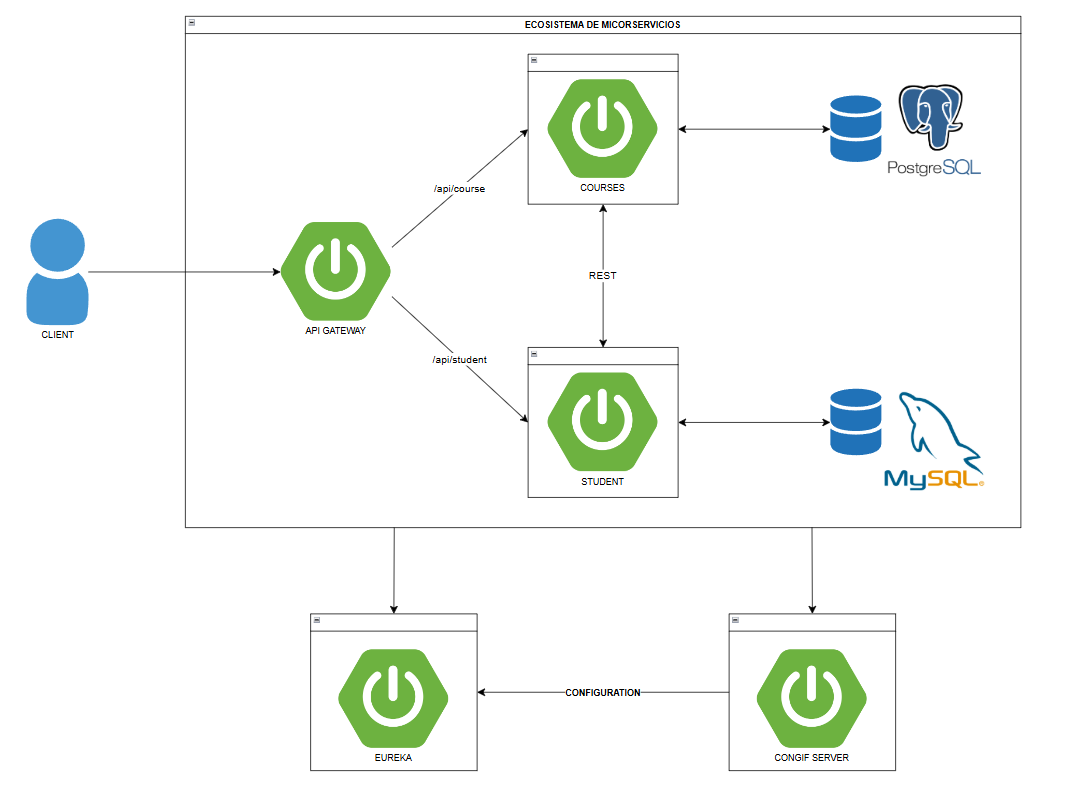 ECOSISTEMA DE MICORSERVICIOS
COURSES
PostgreSQL
/api/course
CLIENT
API GATEWAY
REST
/api/student
STUDENT
MySQL®
EUREKA
CONFIGURATION
CONGIF SERVER